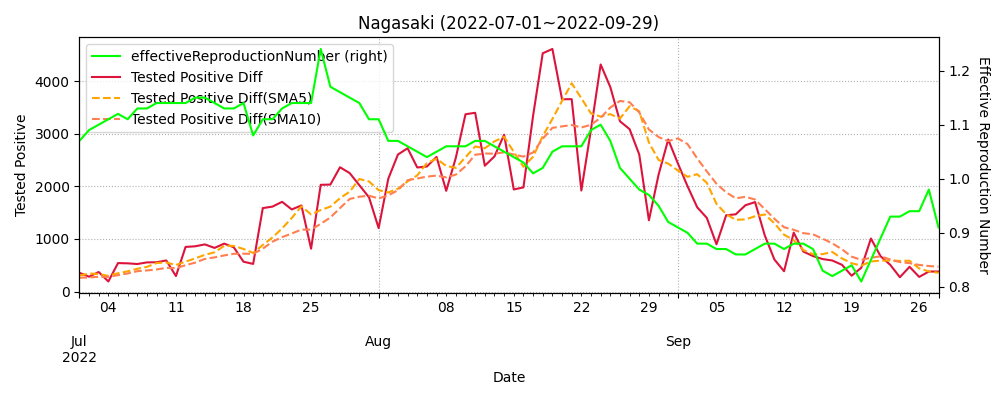 Nagasaki (2022-07-01~2022-09-29)
effectiveReproductionNumber (right)
Tested Positive Diff
Tested Positive Diff(SMA5)
Tested Positive Diff(SMA10)
Tested Positive
4000
3000
2000
1000
0
Effective Reproduction Number
1.2
1.1
1.0
0.9
0.8
04 11 18 25 08 15 22 29 05 12 19 26
Jul Aug Sep
2022
Date